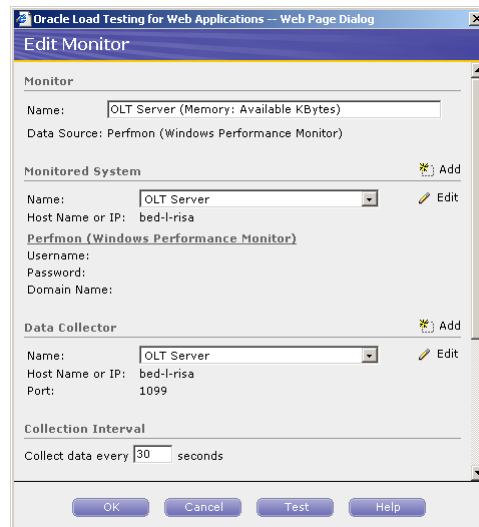 Oracle Load Testing for Web Applications -- Web Page Dialog
Edit Monitor
Monitor
Name: OLT Server (Memory: Available KBytes)
Data Source: Perfmon (Windows Performance Monitor)
Monitored System Add
Name: OLT Server Edit
Host Name or IP: bed-l-risa
Perfmon (Windows Performance Monitor)
Username:
Password:
Domain Name:
Data Collector Add
Name: OLT Server Edit
Host Name or IP: bed-l-risa
Port: 1099
Collection Interval
Collect data every 30 seconds
OK Cancel Test Help